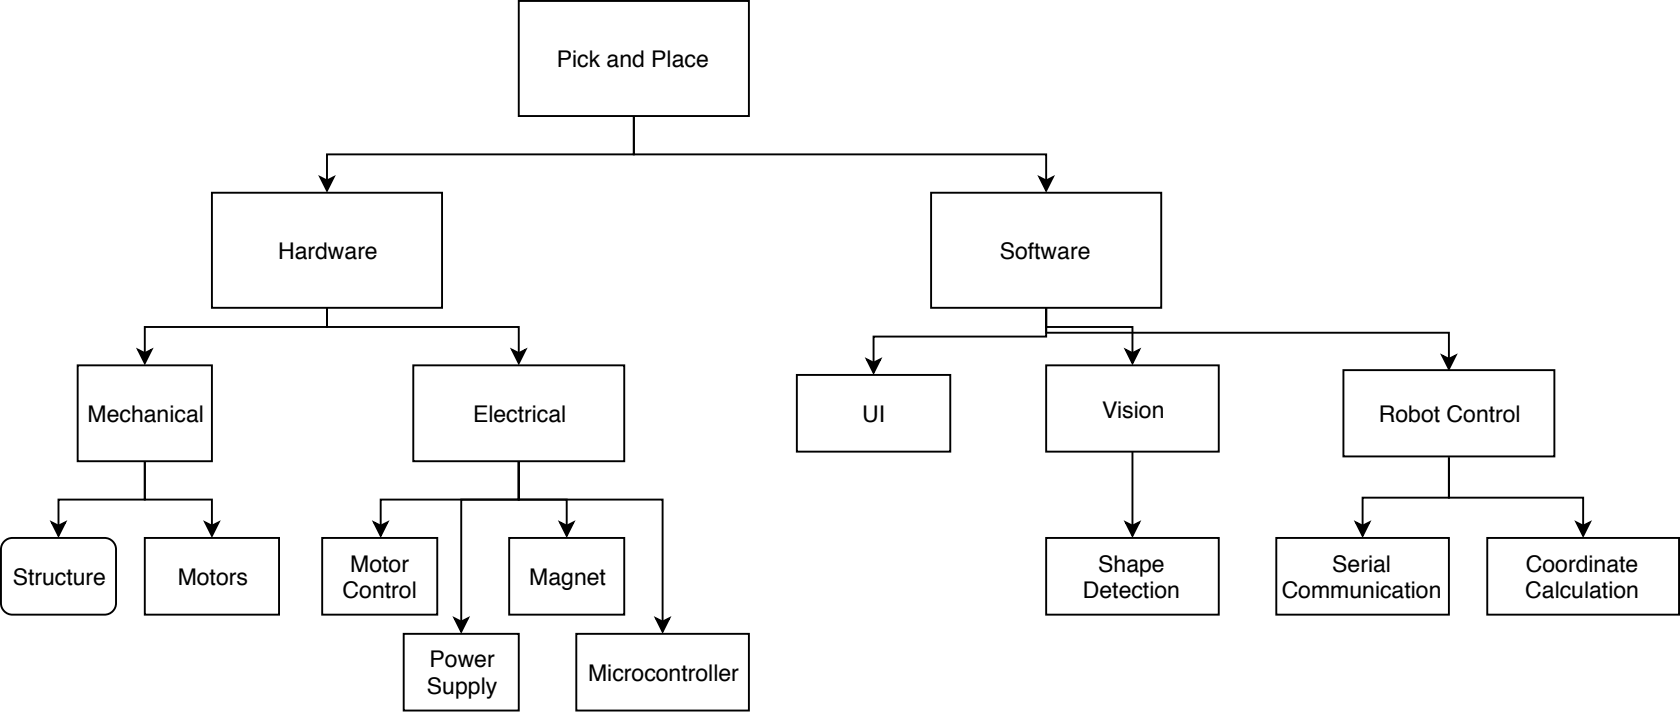 Pick and Place
Hardware
Software
Mechanical
Electrical
UI
Vision
Robot Control
Structure
Motors
Motor
Control
Magnet
Shape
Detection
Serial
Communication
Coordinate
Calculation
Power
Supply
Microcontroller